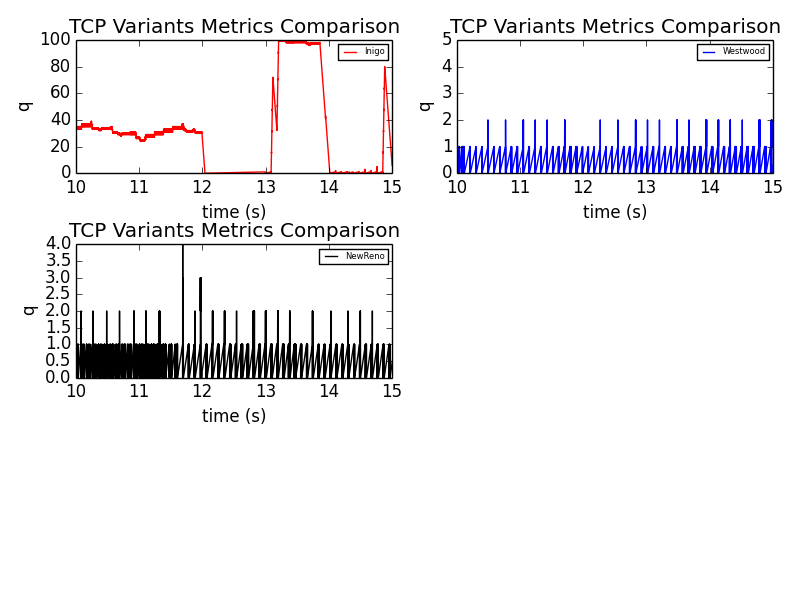 TCP Variants Metrics Comparison
100
80
60
40
20
0
q
Inigo
10 11 12 13 14 15
time (s)
TCP Variants Metrics Comparison
5
4
3
2
1
0
q
Westwood
10 11 12 13 14 15
time (s)
TCP Variants Metrics Comparison
4.0
3.5
3.0
2.5
2.0
1.5
1.0
0.5
0.0
q
NewReno
10 11 12 13 14 15
time (s)